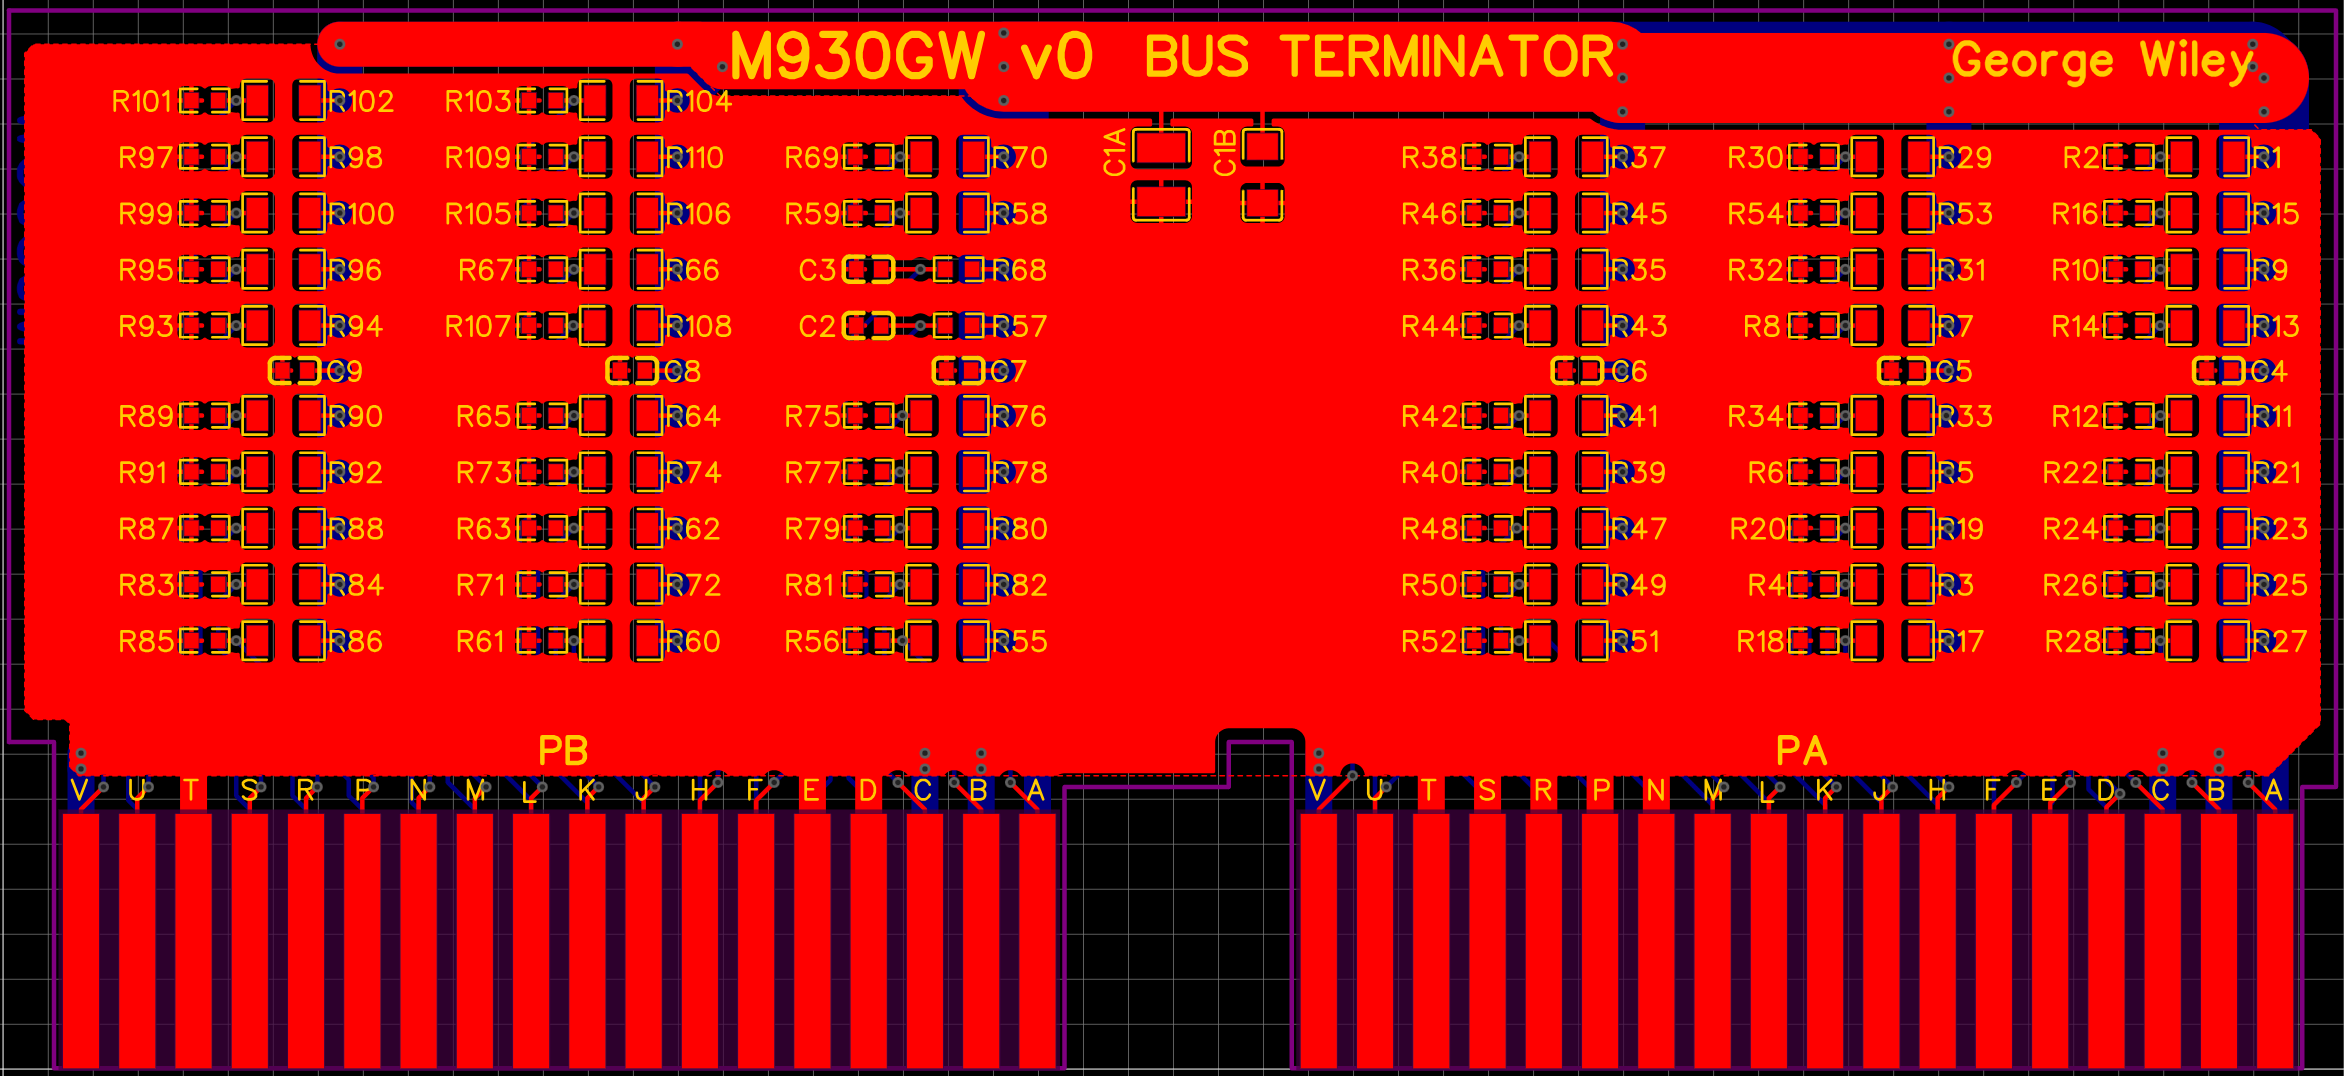 M930GW v0 BUS TERMINATOR George Wiley
R101 R102 R103 R104
C1A C1B
R97 R98 R109 R110 R69 R70 R38 R37 R30 R29 R2 R1
R99 R100 R105 R106 R59 R58 R46 R45 R54 R53 R16 R15
R95 R96 R67 R66 C3 R68 R36 R35 R32 R31 R10 R9
R93 R94 R107 R108 C2 R57 R44 R43 R8 R7 R14 R13
C9 C8 C7 C6 C5 C4
R89 R90 R65 R64 R75 R76 R42 R41 R34 R33 R12 R11
R91 R92 R73 R74 R77 R78 R40 R39 R6 R5 R22 R21
R87 R88 R63 R62 R79 R80 R48 R47 R20 R19 R24 R23
R83 R84 R71 R72 R81 R82 R50 R49 R4 R3 R26 R25
R85 R86 R61 R60 R56 R55 R52 R51 R18 R17 R28 R27
PB PA
V U T S R P N M L K J H F E D C B A V U T S R P N M L K J H F E D C B A